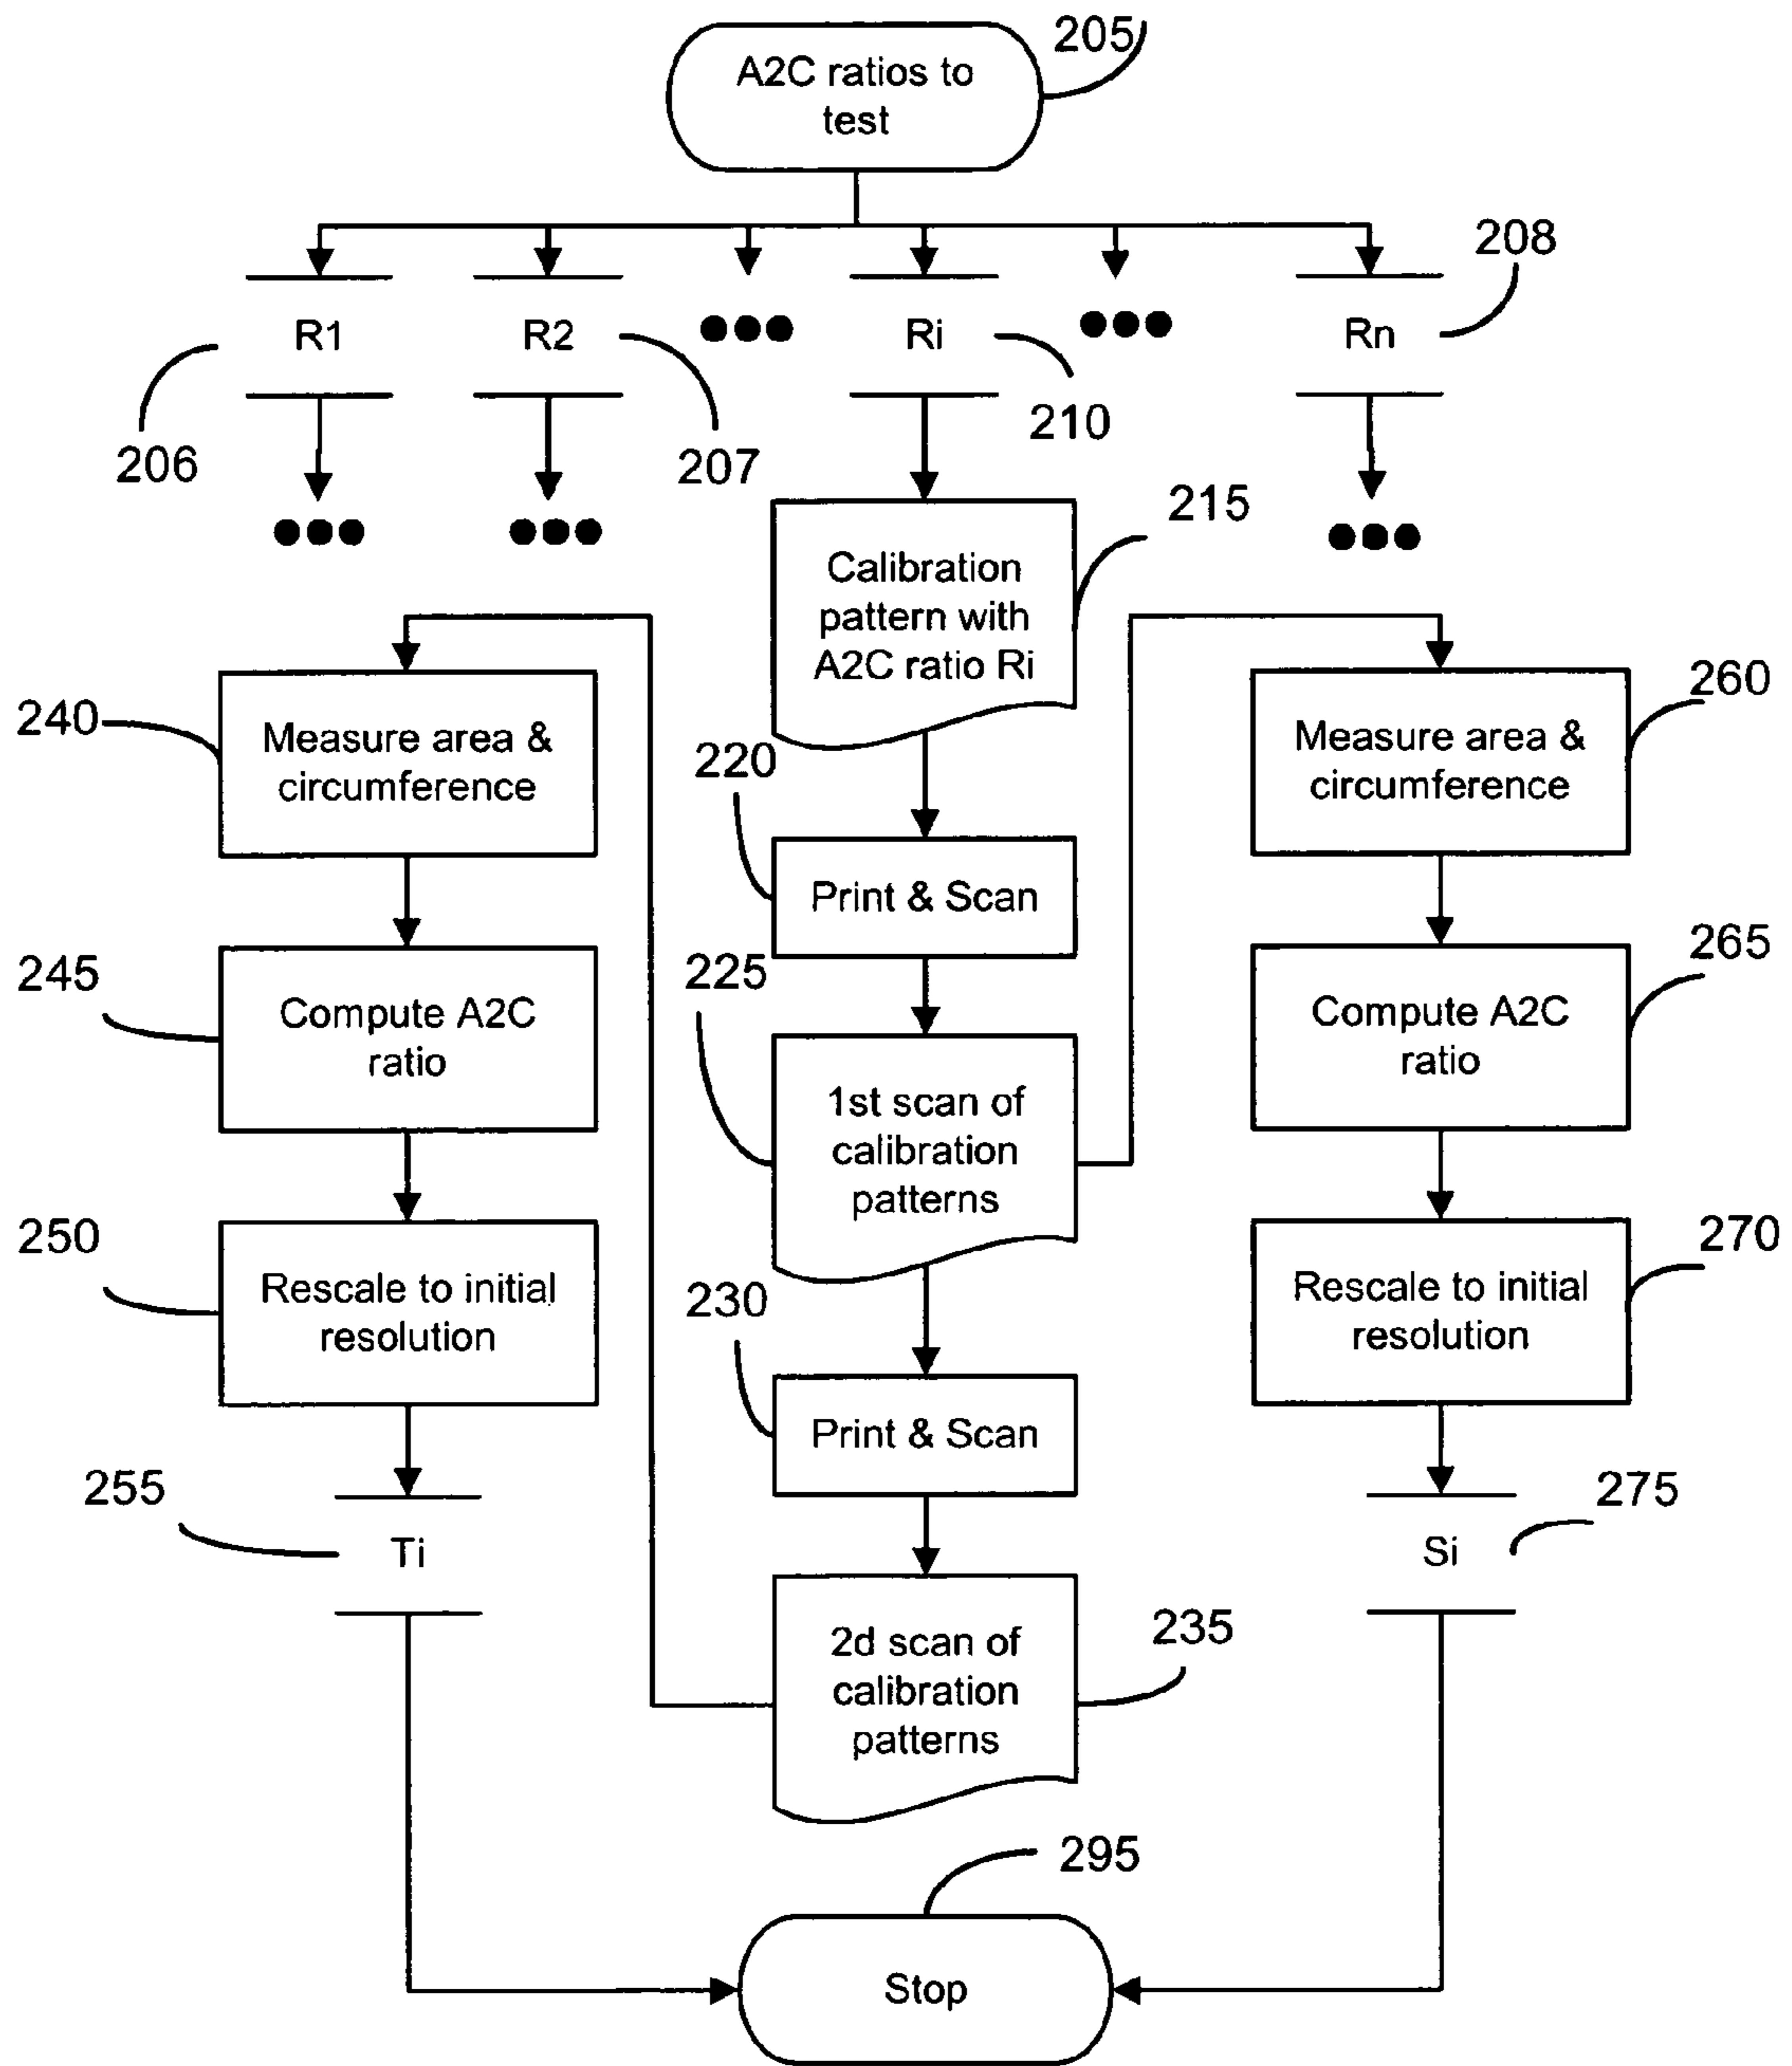 205
A2C ratios to
test
208
R1
R2
Ri
Rn
206
207
210
215
Calibration
pattern with
A2C ratio Ri
240
Measure area &
circumference
220
260
Measure area &
circumference
Print & Scan
245
Compute A2C
ratio
225
265
Compute A2C
ratio
1st scan of
calibration
patterns
250
Rescale to initial
resolution
230
270
Rescale to initial
resolution
Print & Scan
255
Ti
275
Si
235
2d scan of
calibration
patterns
295
Stop